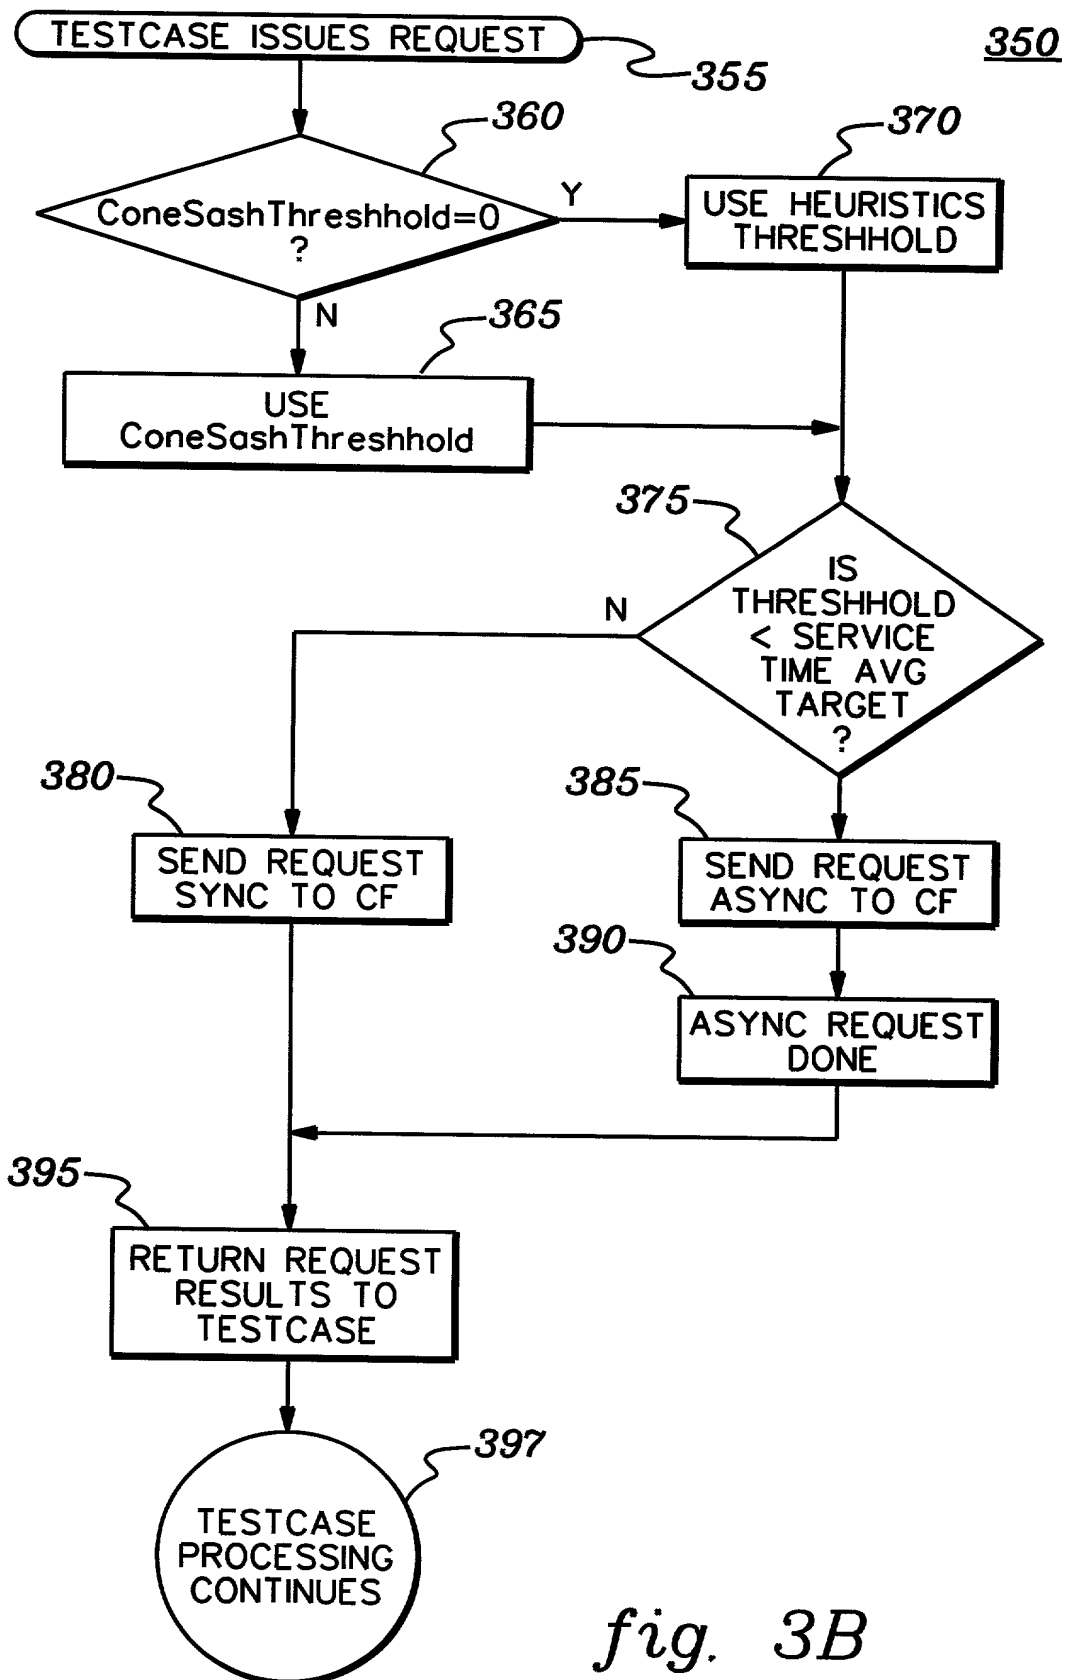 TESTCASE ISSUES REQUEST
350
355
360
370
ConeSashThreshhold=0
?
Y
USE HEURISTICS
THRESHHOLD
N
365
USE
ConeSashThreshhold
375
IS
THRESHHOLD
< SERVICE
TIME AVG
TARGET
?
N
380
385
SEND REQUEST
SYNC TO CF
SEND REQUEST
ASYNC TO CF
390
ASYNC REQUEST
DONE
395
RETURN REQUEST
RESULTS TO
TESTCASE
397
TESTCASE
PROCESSING
CONTINUES
fig. 3B